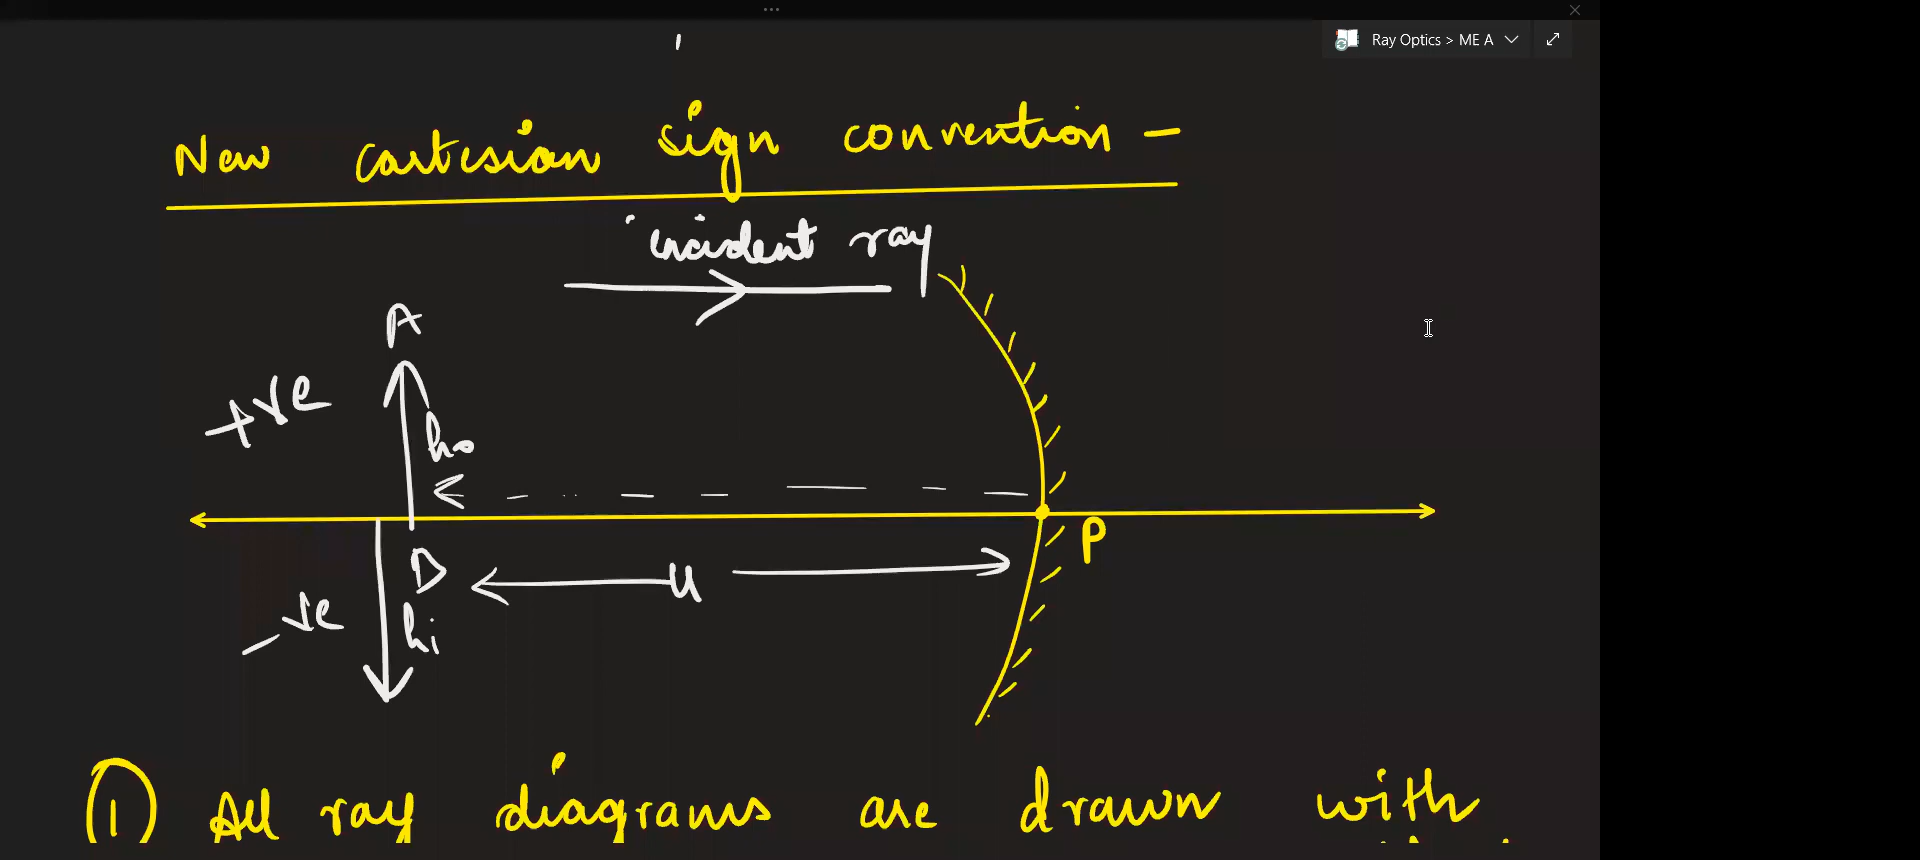 Ray Optics > ME A
New cartesian sign convention -
incident ray
A
+ve
ho
P
B
u
-ve
hi
① All ray diagrams are drawn with